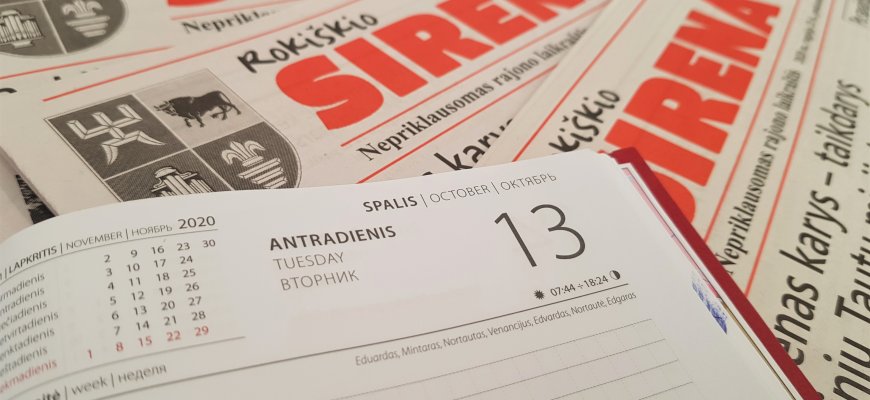 Rokiškio
SIRENA
Nepriklausomas rajono laikraštis
Rokiškio
SIRENA
Nepriklausomas rajono laikraštis
karys
enas karys – taikdarys
SPALIS | OCTOBER | ОКТЯБРЬ
ANTRADIENIS
TUESDAY
ВТОРНИК
13
07:44 ÷ 18:24
Eduardas, Mintaras, Nortautas, Venancijus, Edvardas, Nortautė, Edgaras
LAPKRITIS | NOVEMBER | НОЯБРЬ 2020
2 9 16 23 30
3 10 17 24
4 11 18 25
5 12 19 26
6 13 20 27
7 14 21 28
1 8 15 22 29
| week | неделя